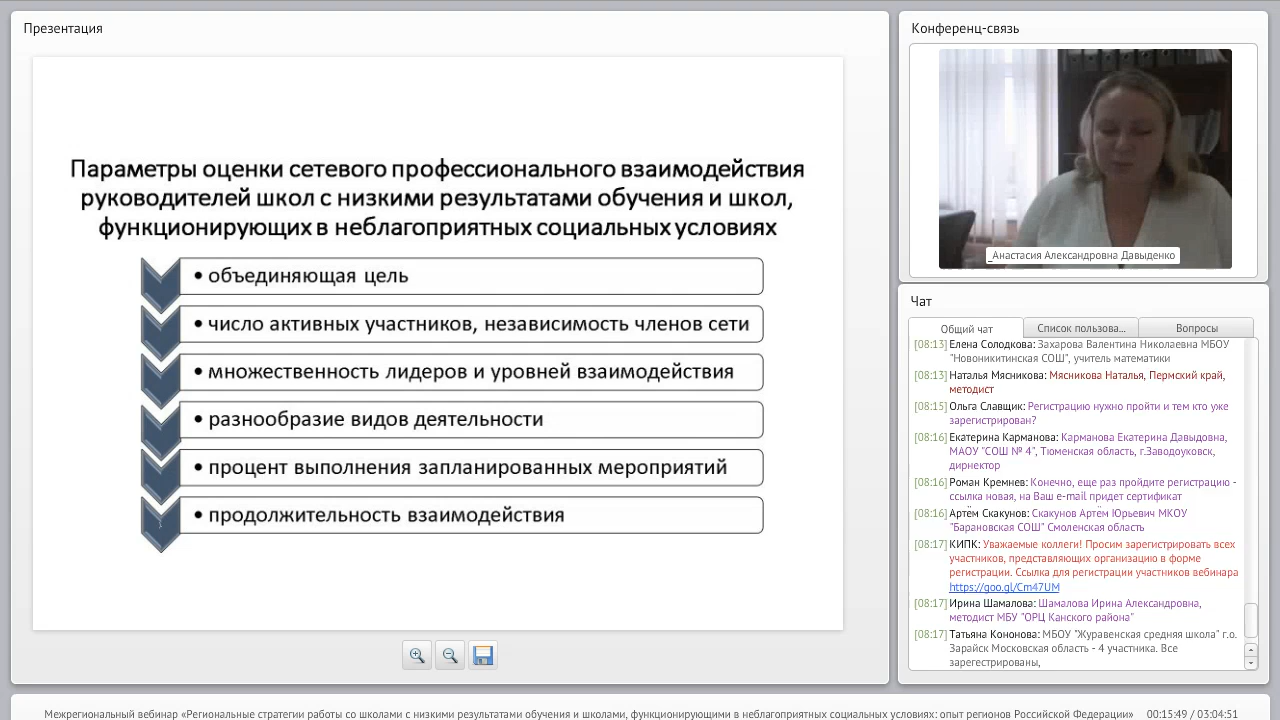 Презентация
Параметры оценки сетевого профессионального взаимодействия
руководителей школ с низкими результатами обучения и школ,
функционирующих в неблагоприятных социальных условиях
• объединяющая цель
• число активных участников, независимость членов сети
• множественность лидеров и уровней взаимодействия
• разнообразие видов деятельности
• процент выполнения запланированных мероприятий
• продолжительность взаимодействия
Конференц-связь
_Анастасия Александровна Давыденко
Чат
Общий чат
Список пользова...
Вопросы
[08:13] Елена Солодкова: Захарова Валентина Николаевна МБОУ
"Новоникитинская СОШ", учитель математики
[08:13] Наталья Мясникова: Мясникова Наталья, Пермский край,
методист
[08:15] Ольга Славщик: Регистрацию нужно пройти и тем кто уже
зарегистрирован?
[08:16] Екатерина Карманова: Карманова Екатерина Давыдовна,
МАОУ "СОШ № 4", Тюменская область, г.Заводоуковск,
дирнектор
[08:16] Роман Кремнев: Конечно, еще раз пройдите регистрацию -
ссылка новая, на Ваш e-mail придет сертификат
[08:16] Артём Скакунов: Скакунов Артём Юрьевич МКОУ
"Барановская СОШ" Смоленская область
[08:17] КИПК: Уважаемые коллеги! Просим зарегистрировать всех
участников, представляющих организацию в форме
регистрации. Ссылка для регистрации участников вебинара
https://goo.gl/Cm47UM
[08:17] Ирина Шамалова: Шамалова Ирина Александровна,
методист МБУ "ОРЦ Канского района"
[08:17] Татьяна Кононова: МБОУ "Журавенская средняя школа" г.о.
Зарайск Московская область - 4 участника. Все
зарегестрированы,
Межрегиональный вебинар «Региональные стратегии работы со школами с низкими результатами обучения и школами, функционирующими в неблагоприятных социальных условиях: опыт регионов Российской Федерации» 00:15:49 / 03:04:51